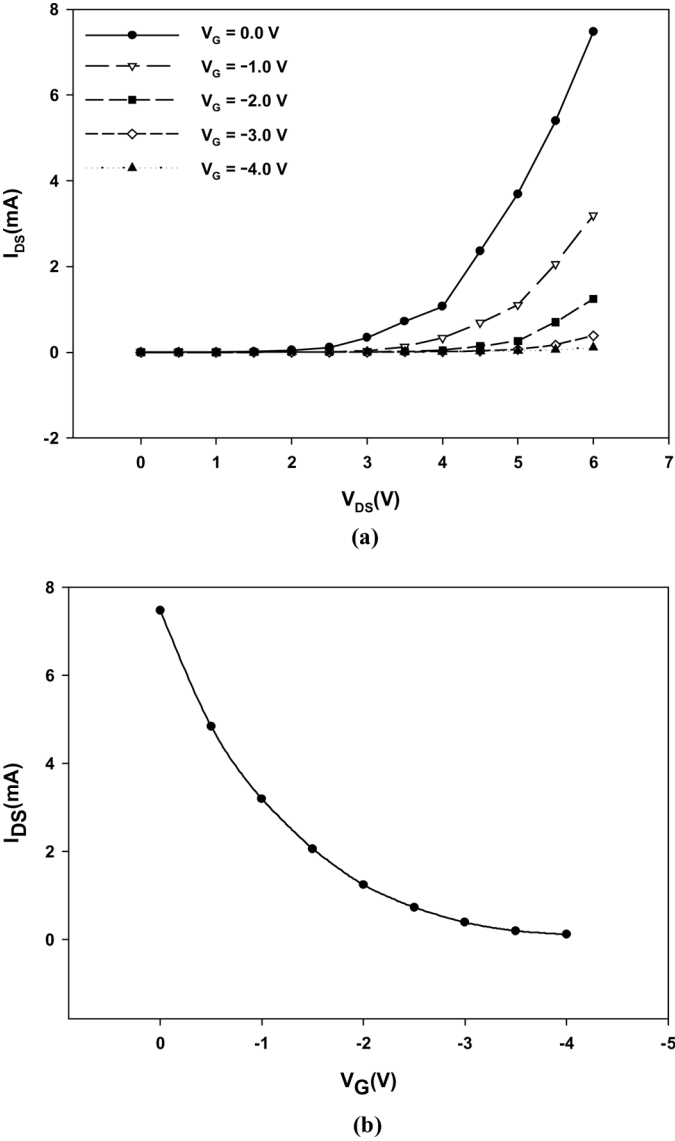 8
6
4
2
0
-2
I_DS(mA)
V_G = 0.0 V
V_G = −1.0 V
V_G = −2.0 V
V_G = −3.0 V
V_G = −4.0 V
0 1 2 3 4 5 6 7
V_DS(V)
(a)
8
6
4
2
0
I_DS(mA)
0 -1 -2 -3 -4 -5
V_G(V)
(b)